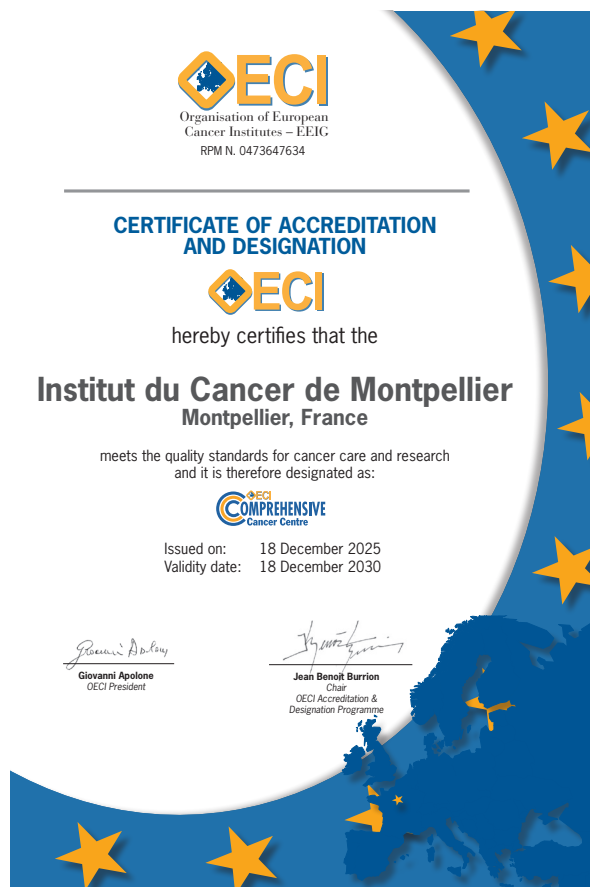 OECI
Organisation of European
Cancer Institutes – EEIG
RPM N. 0473647634
CERTIFICATE OF ACCREDITATION
AND DESIGNATION
OECI
hereby certifies that the
Institut du Cancer de Montpellier
Montpellier, France
meets the quality standards for cancer care and research
and it is therefore designated as:
OECI
COMPREHENSIVE
Cancer Centre
Issued on: 18 December 2025
Validity date: 18 December 2030
Giovanni Apolone
Giovanni Apolone
OECI President
Jean Benoit Burrion
Chair
OECI Accreditation &
Designation Programme